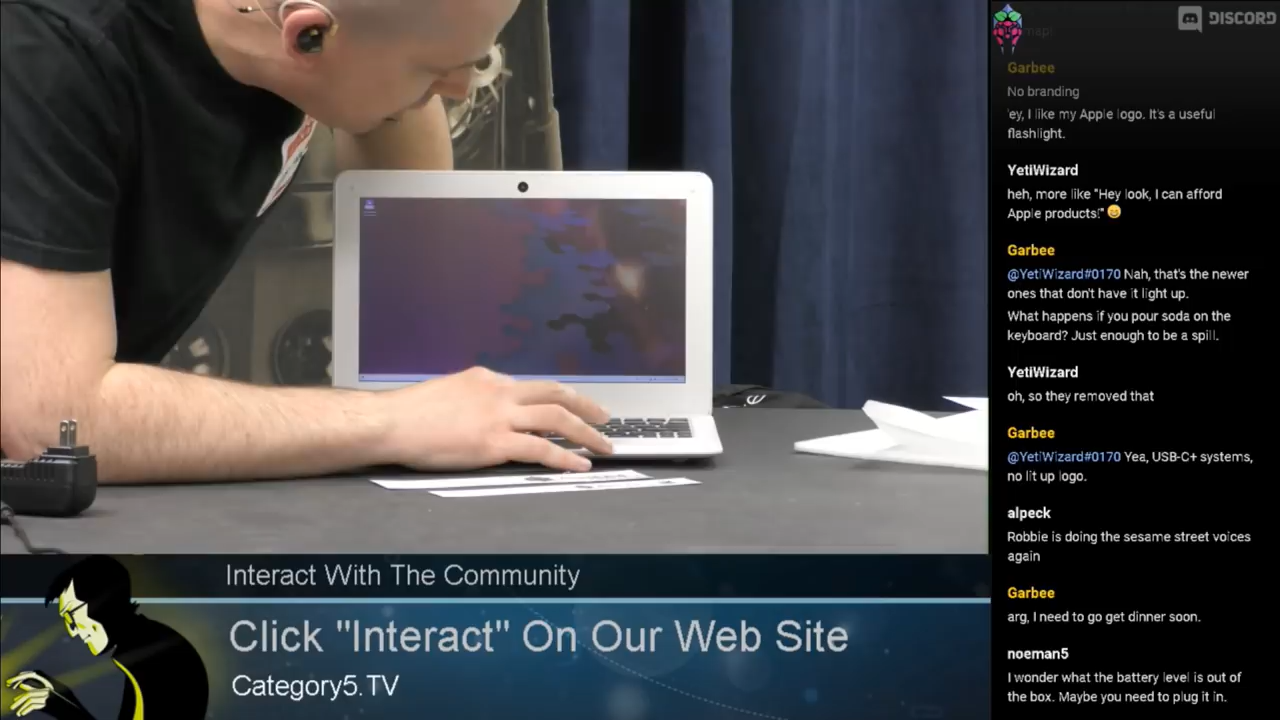 DISCORD
Garbee
No branding
'ey, I like my Apple logo. It's a useful
flashlight.
YetiWizard
heh, more like "Hey look, I can afford
Apple products!"
Garbee
@YetiWizard#0170 Nah, that's the newer
ones that don't have it light up.
What happens if you pour soda on the
keyboard? Just enough to be a spill.
YetiWizard
oh, so they removed that
Garbee
@YetiWizard#0170 Yea, USB-C+ systems,
no lit up logo.
alpeck
Robbie is doing the sesame street voices
again
Garbee
arg, I need to go get dinner soon.
noeman5
I wonder what the battery level is out of
the box. Maybe you need to plug it in.
Interact With The Community
Click "Interact" On Our Web Site
Category5.TV